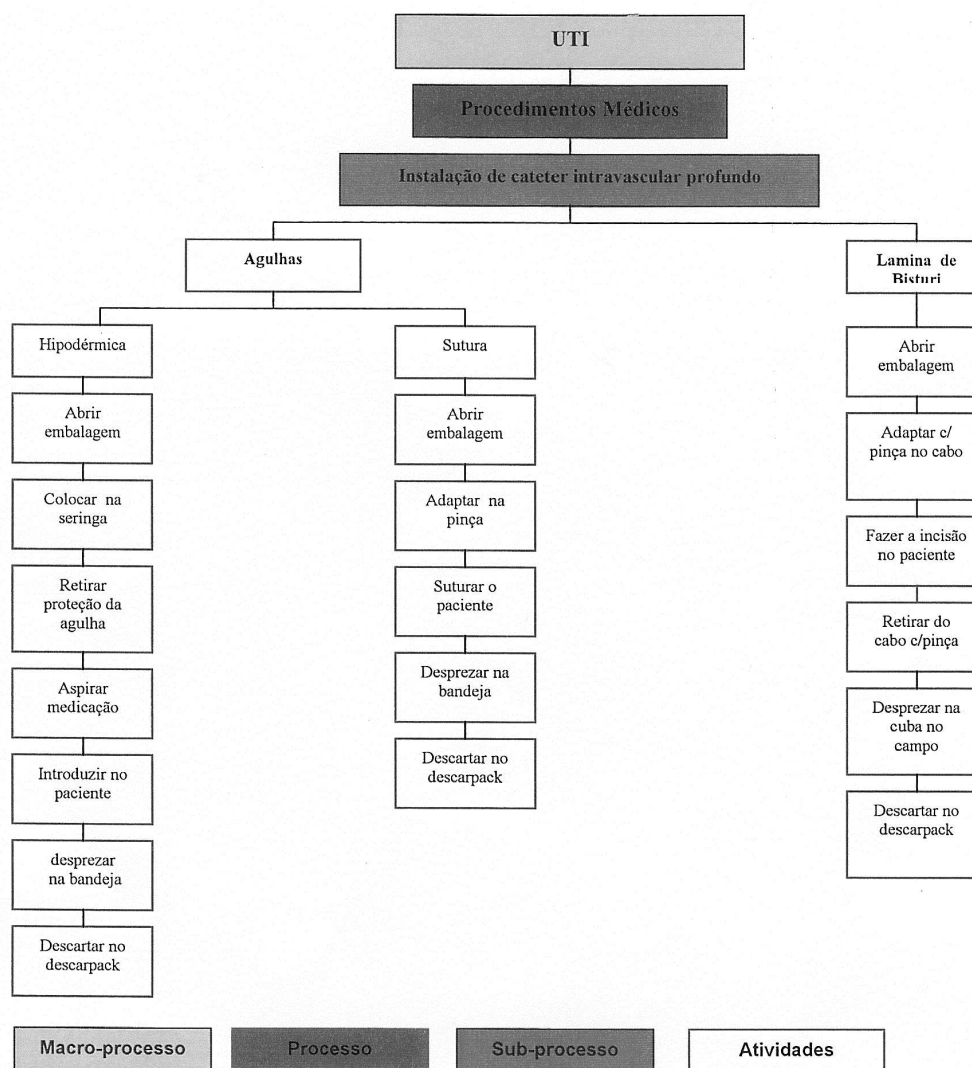 UTI
Procedimentos Médicos
Instalação de cateter intravascular profundo
Agulhas
Lamina de
Bisturi
Hipodérmica
Abrir
embalagem
Colocar na
seringa
Retirar
proteção da
agulha
Aspirar
medicação
Introduzir no
paciente
desprezar
na bandeja
Descartar no
descarpack
Sutura
Abrir
embalagem
Adaptar na
pinça
Suturar o
paciente
Desprezar na
bandeja
Descartar no
descarpack
Abrir
embalagem
Adaptar c/
pinça no cabo
Fazer a incisão
no paciente
Retirar do
cabo c/pinça
Desprezar na
cuba no
campo
Descartar no
descarpack
Macro-processo
Processo
Sub-processo
Atividades